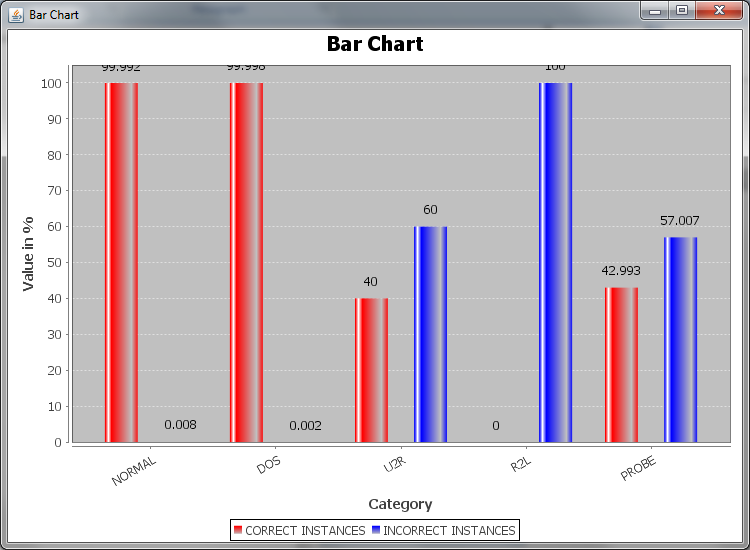 Bar Chart
Bar Chart
Value in %
100
90
80
70
60
50
40
30
20
10
0
99.992
0.008
99.998
0.002
40
60
0
100
42.993
57.007
NORMAL
DOS
U2R
R2L
PROBE
Category
CORRECT INSTANCES
INCORRECT INSTANCES